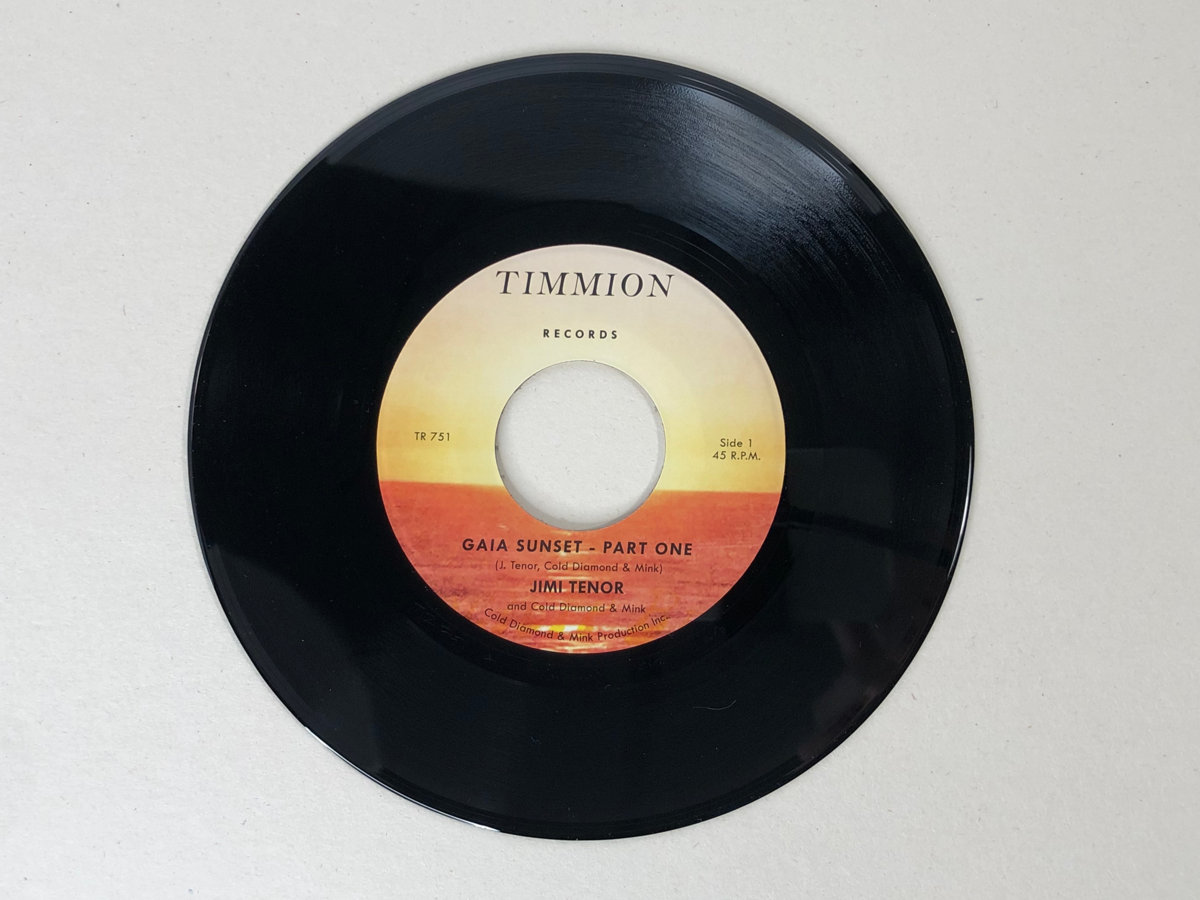 TIMMION
RECORDS
TR 751
Side 1
45 R.P.M.
GAIA SUNSET - PART ONE
(J. Tenor, Cold Diamond & Mink)
JIMI TENOR
and Cold Diamond & Mink
Cold Diamond & Mink Production Inc.